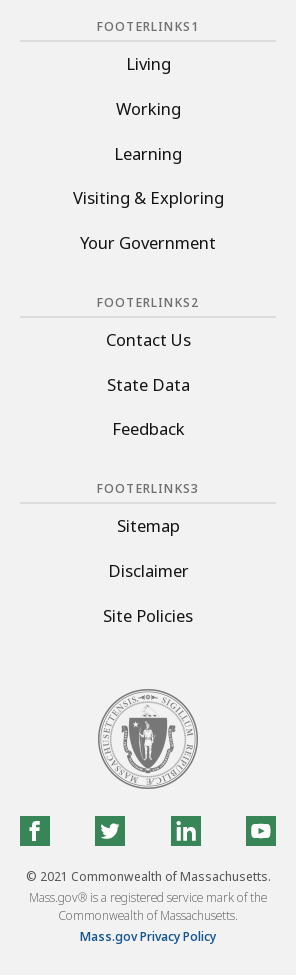 FOOTERLINKS1
Living
Working
Learning
Visiting & Exploring
Your Government
FOOTERLINKS2
Contact Us
State Data
Feedback
FOOTERLINKS3
Sitemap
Disclaimer
Site Policies
SIGILLUM REIPUBLICÆ MASSACHUSETTENSIS
f
in
© 2021 Commonwealth of Massachusetts.
Mass.gov® is a registered service mark of the
Commonwealth of Massachusetts.
Mass.gov Privacy Policy